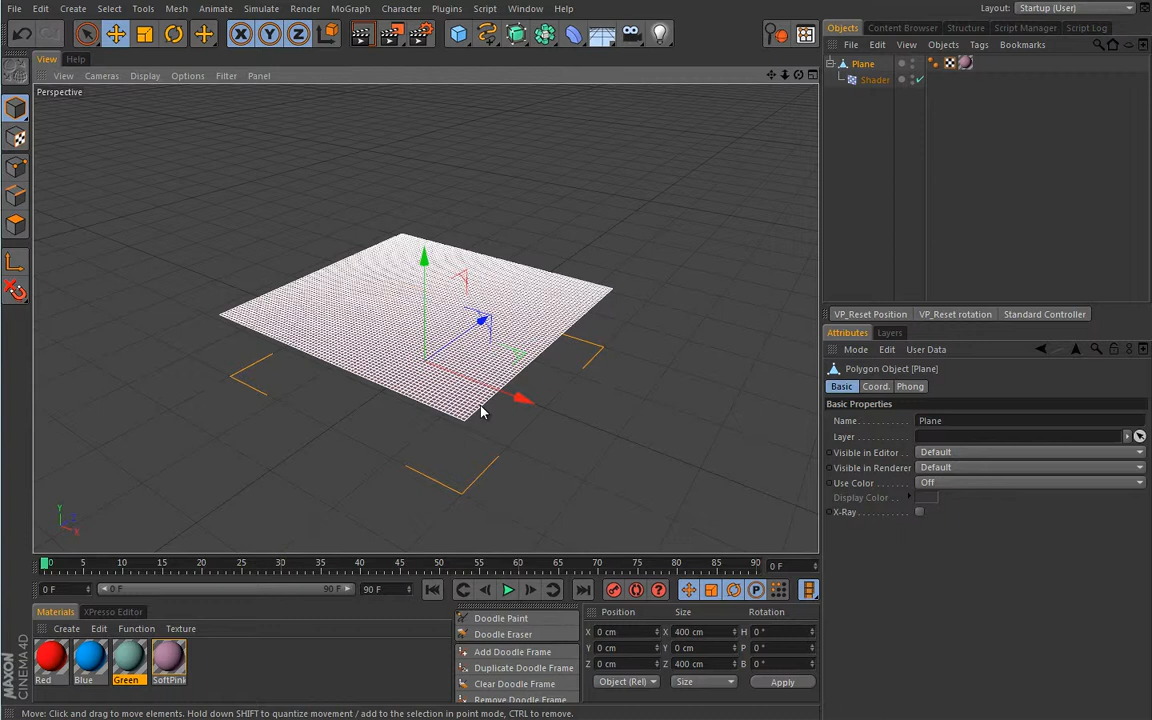 File Edit Create Select Tools Mesh Animate Simulate Render MoGraph Character Plugins Script Window Help
Layout: Startup (User)
Objects Content Browser Structure Script Manager Script Log
View Help
File Edit View Objects Tags Bookmarks
View Cameras Display Options Filter Panel
Plane
Shader
Perspective
VP_Reset Position VP_Reset rotation Standard Controller
Attributes Layers
Mode Edit User Data
Polygon Object [Plane]
Basic Coord. Phong
Basic Properties
Name Plane
Layer
Visible in Editor Default
Visible in Renderer Default
Use Color Off
Display Color
X-Ray
Y X
0 5 10 15 20 25 30 35 40 45 50 55 60 65 70 75 80 85 90 0 F
0 F 0 F 90 F 90 F
Materials XPresso Editor
Create Edit Function Texture
Red Blue Green SoftPink
Doodle Paint
Doodle Eraser
Add Doodle Frame
Duplicate Doodle Frame
Clear Doodle Frame
Remove Doodle Frame
Position Size Rotation
X 0 cm X 400 cm H 0 °
Y 0 cm Y 0 cm P 0 °
Z 0 cm Z 400 cm B 0 °
Object (Rel) Size Apply
MAXON CINEMA 4D
Move: Click and drag to move elements. Hold down SHIFT to quantize movement / add to the selection in point mode, CTRL to remove.